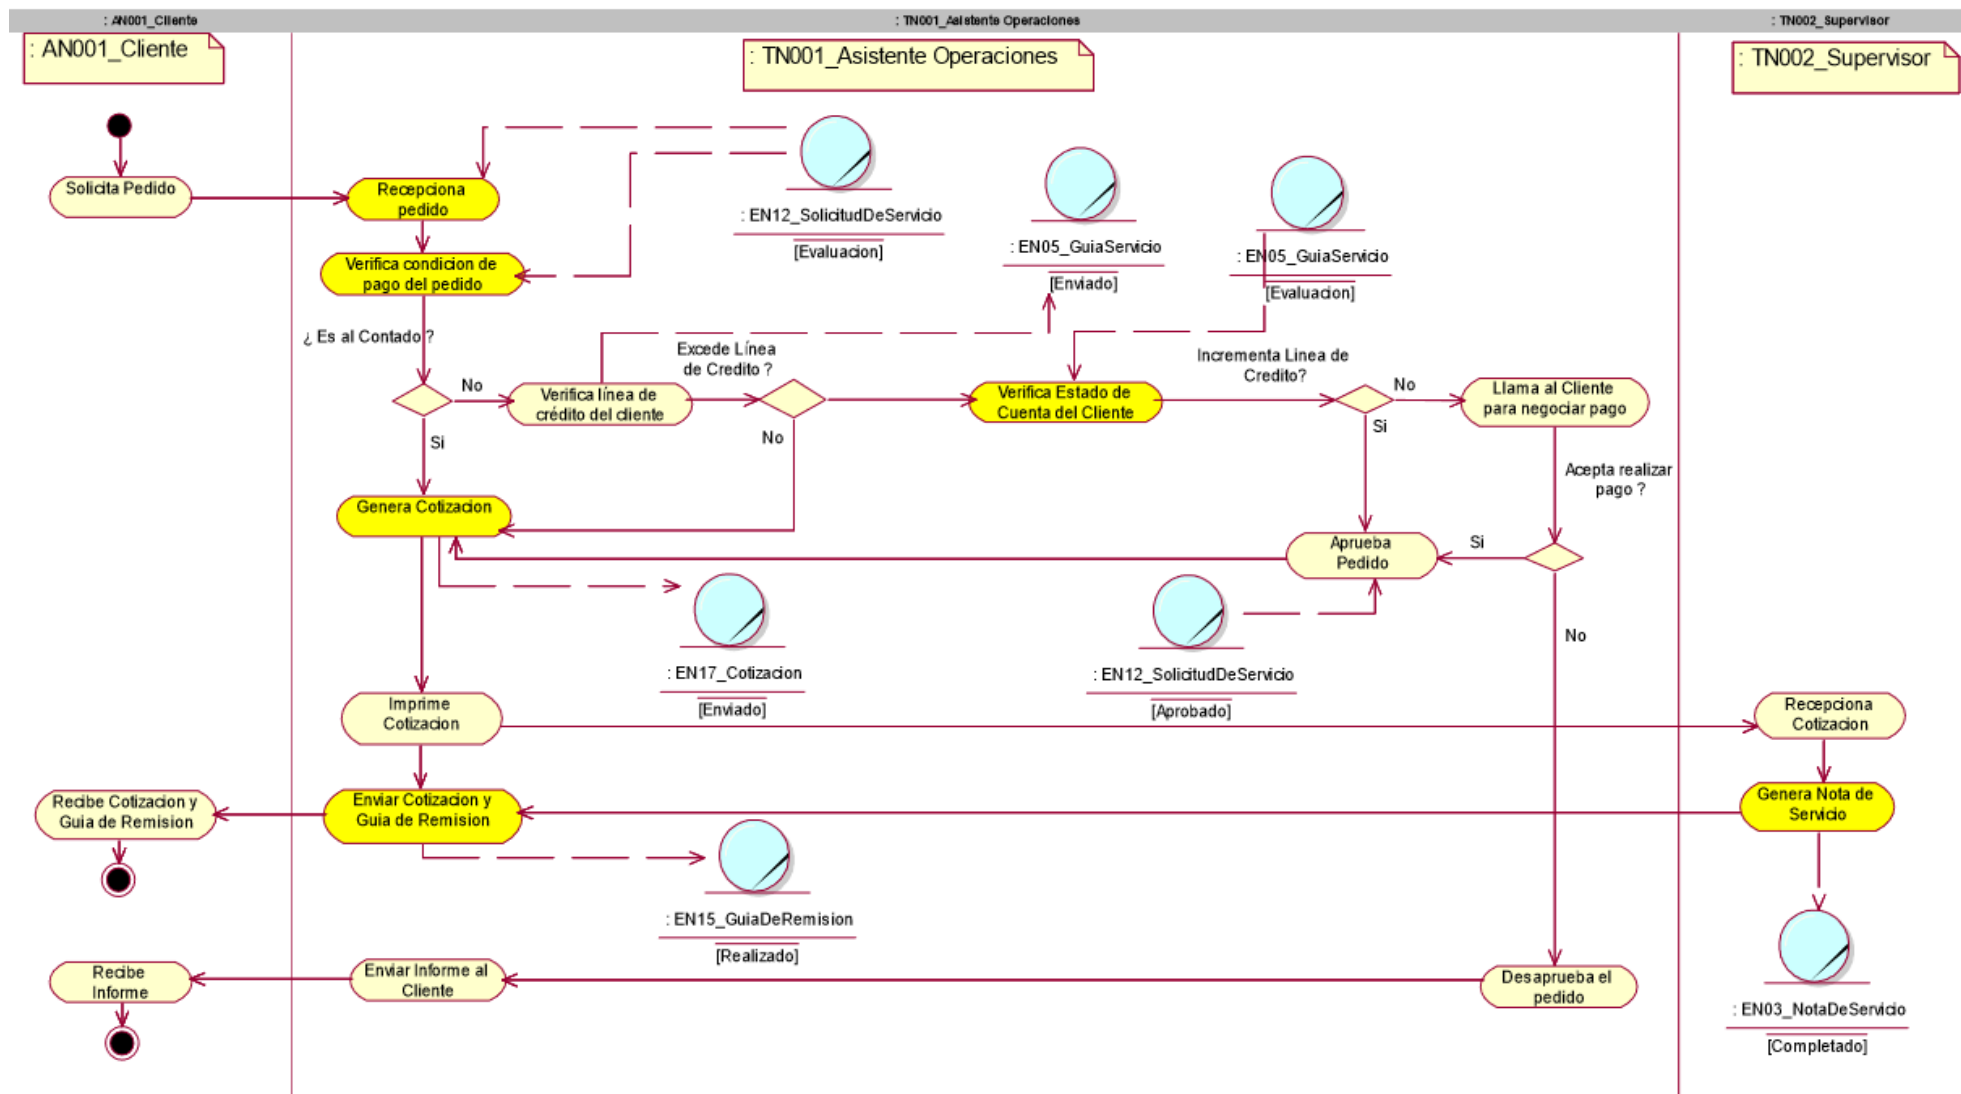 : AN001_Cliente
: TN001_Asistente Operaciones
: TN002_Supervisor
: AN001_Cliente
: TN001_Asistente Operaciones
: TN002_Supervisor
Solicita Pedido
Recepciona
pedido
: EN12_SolicitudDeServicio
[Evaluacion]
: EN05_GuiaServicio
[Enviado]
: EN05_GuiaServicio
[Evaluacion]
Verifica condicion de
pago del pedido
¿ Es al Contado ?
No
Si
Verifica línea de
crédito del cliente
Excede Línea
de Credito ?
No
Verifica Estado de
Cuenta del Cliente
Incrementa Linea de
Credito?
No
Si
Llama al Cliente
para negociar pago
Acepta realizar
pago ?
Si
No
Genera Cotizacion
Aprueba
Pedido
: EN17_Cotizacion
[Enviado]
: EN12_SolicitudDeServicio
[Aprobado]
Imprime
Cotizacion
Recepciona
Cotizacion
Recibe Cotizacion y
Guia de Remision
Enviar Cotizacion y
Guia de Remision
Genera Nota de
Servicio
: EN15_GuiaDeRemision
[Realizado]
Recibe
Informe
Enviar Informe al
Cliente
Desaprueba el
pedido
: EN03_NotaDeServicio
[Completado]